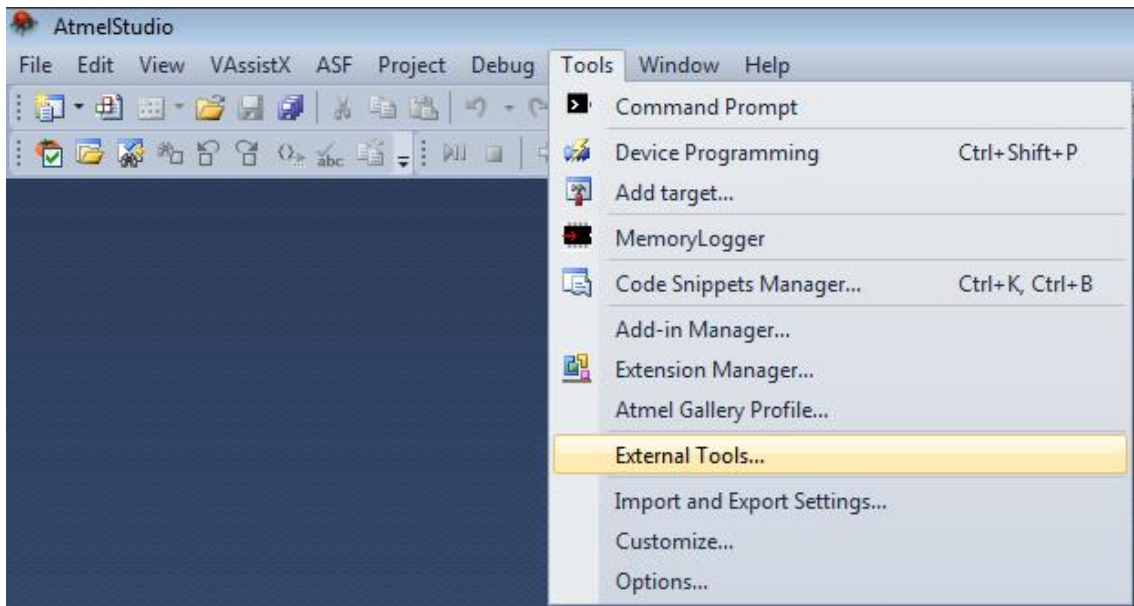 AtmelStudio
File Edit View VAssistX ASF Project Debug Tools Window Help
Command Prompt
abc
Device Programming Ctrl+Shift+P
Add target...
MemoryLogger
Code Snippets Manager... Ctrl+K, Ctrl+B
Add-in Manager...
Extension Manager...
Atmel Gallery Profile...
External Tools...
Import and Export Settings...
Customize...
Options...